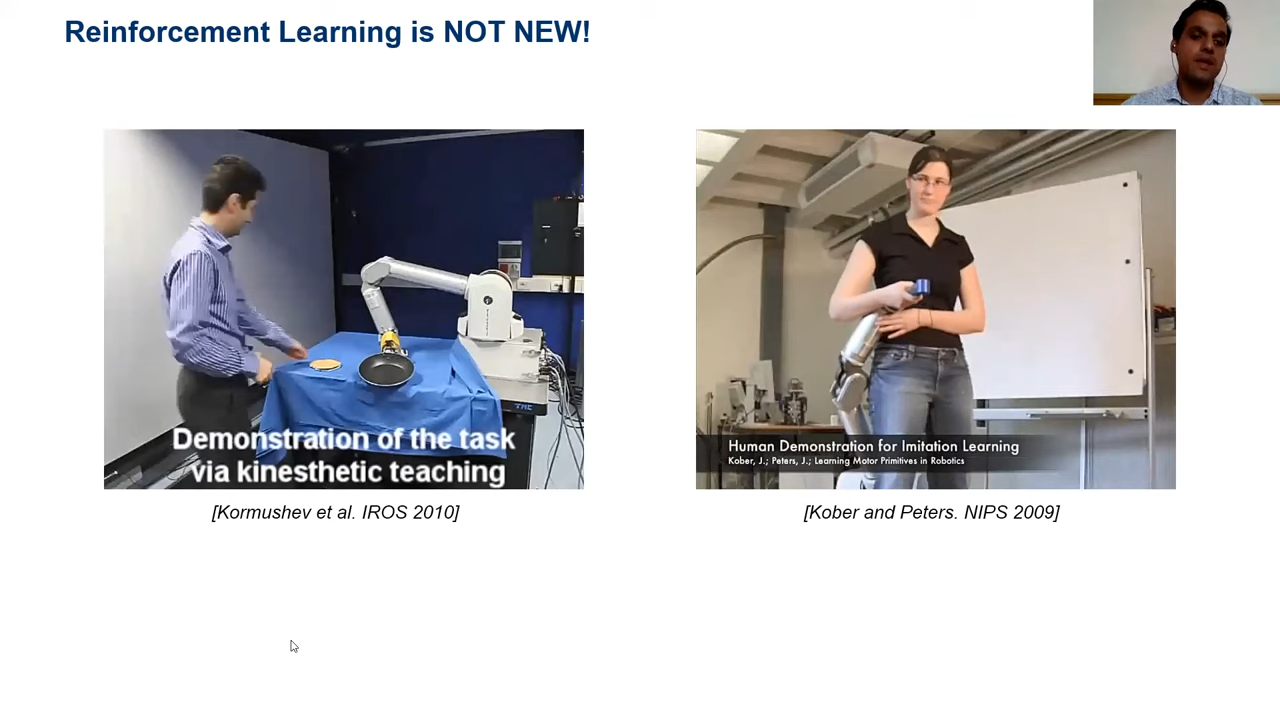 Reinforcement Learning is NOT NEW!
Demonstration of the task
via kinesthetic teaching
TMC
[Kormushev et al. IROS 2010]
Human Demonstration for Imitation Learning
Kober, J.; Peters, J.; Learning Motor Primitives in Robotics
[Kober and Peters. NIPS 2009]